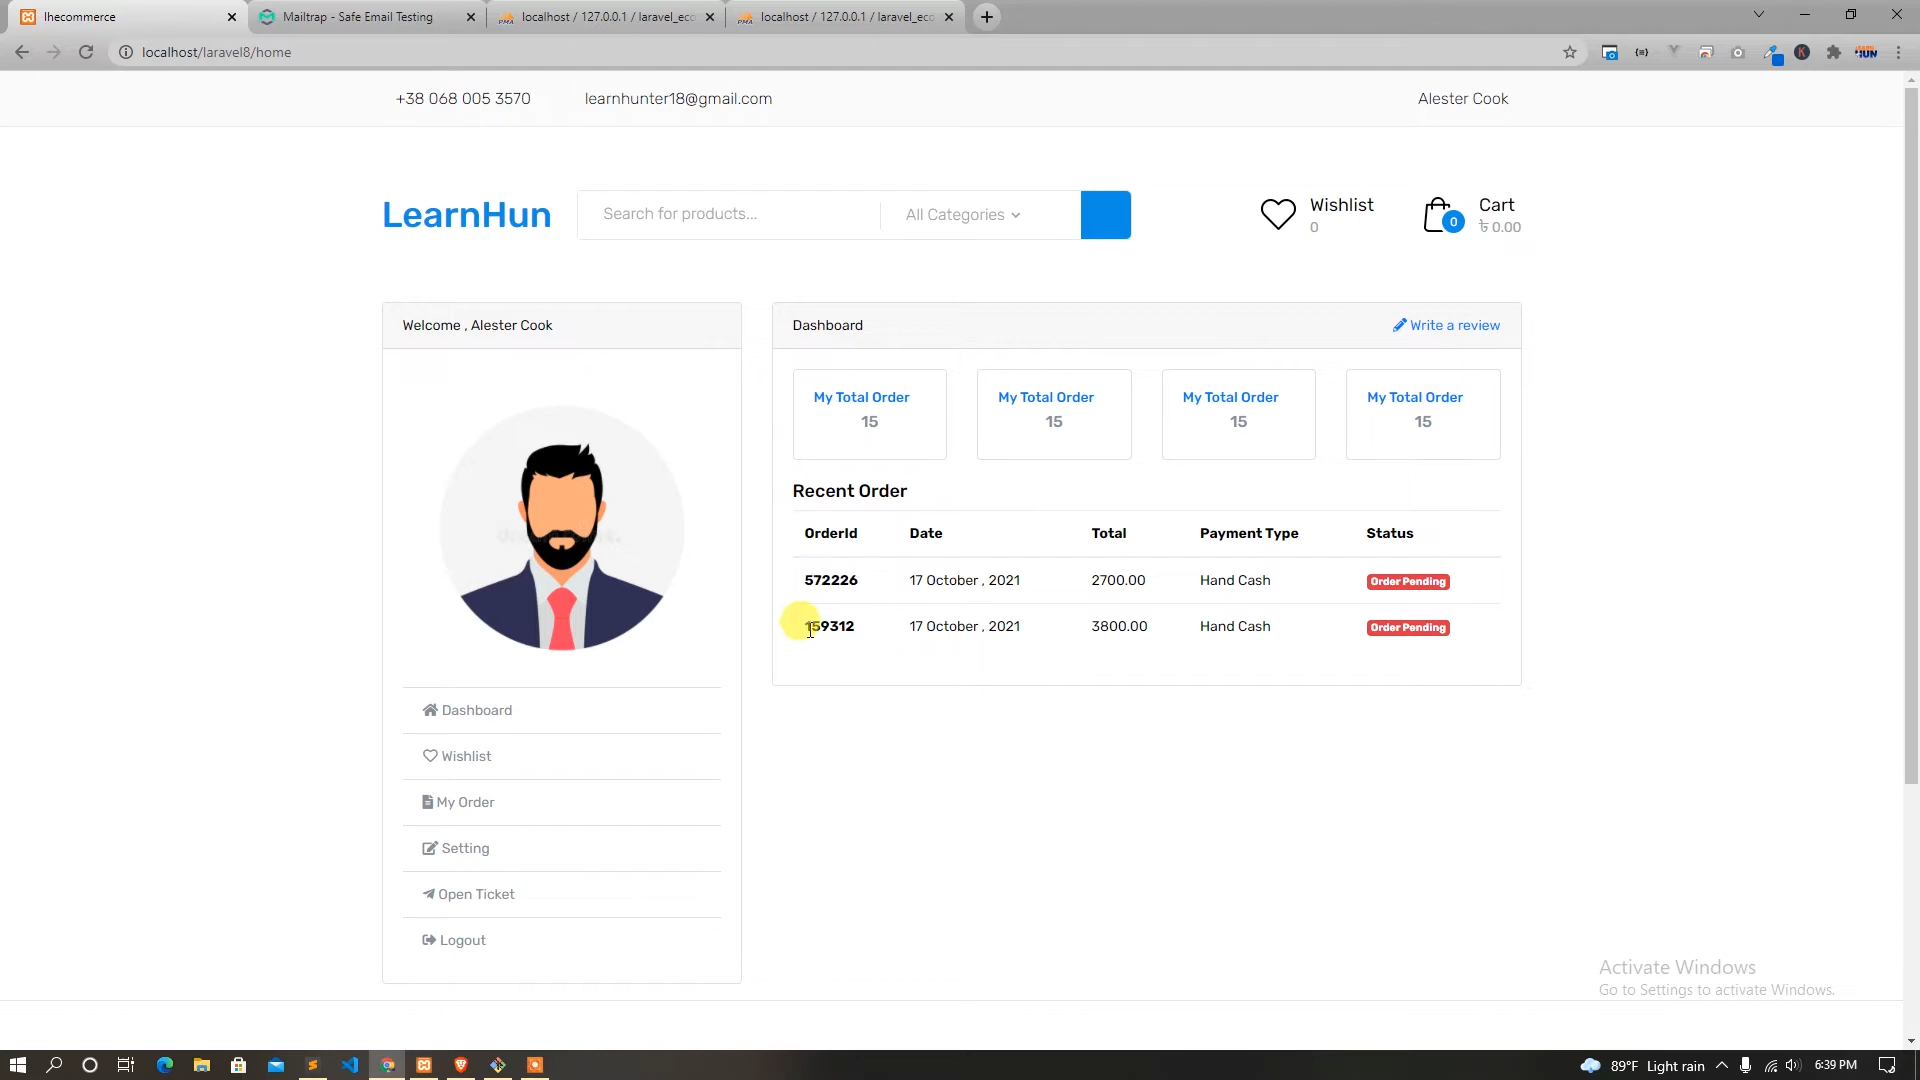 lhecommerce
Mailtrap - Safe Email Testing
localhost / 127.0.0.1 / laravel_eco
localhost / 127.0.0.1 / laravel_eco
localhost/laravel8/home
+38 068 005 3570
learnhunter18@gmail.com
Alester Cook
LearnHun
Search for products...
All Categories
Wishlist
0
0
Cart
৳ 0.00
Welcome , Alester Cook
Dashboard
Write a review
My Total Order
15
My Total Order
15
My Total Order
15
My Total Order
15
Recent Order
OrderId Date Total Payment Type Status
572226 17 October , 2021 2700.00 Hand Cash Order Pending
159312 17 October , 2021 3800.00 Hand Cash Order Pending
Dashboard
Wishlist
My Order
Setting
Open Ticket
Logout
Activate Windows
Go to Settings to activate Windows.
89°F Light rain
6:39 PM